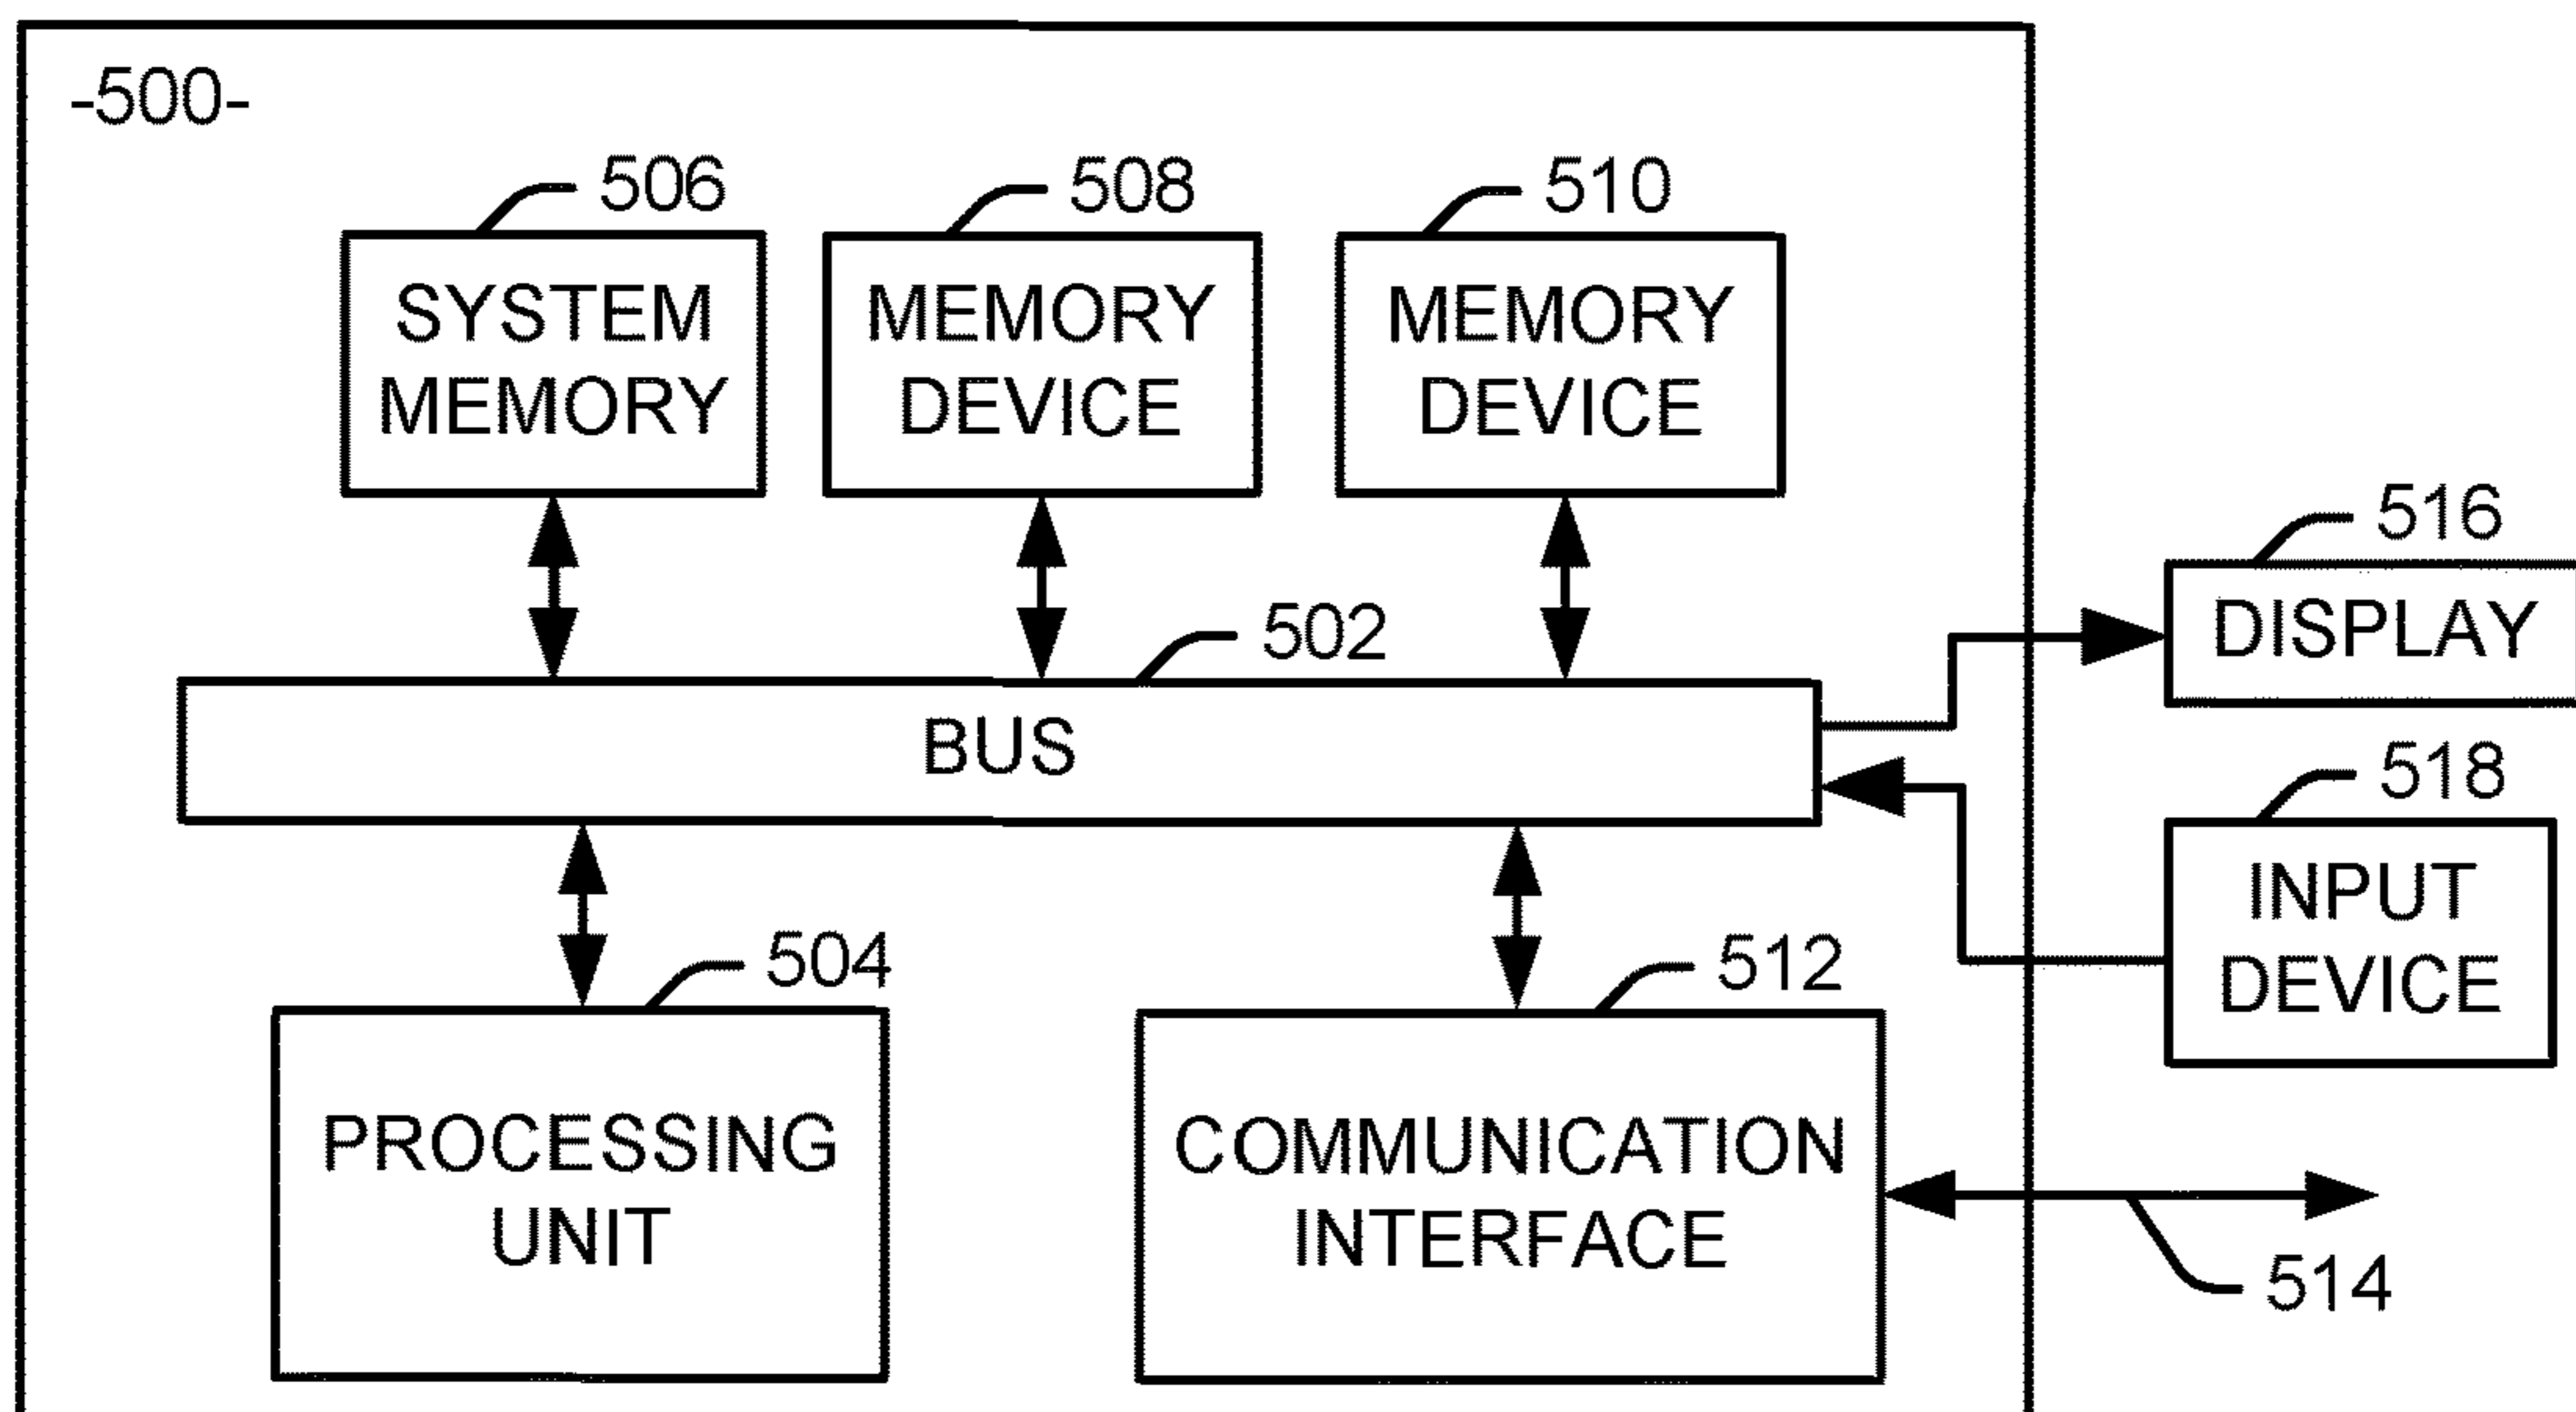 -500-
506
508
510
SYSTEM
MEMORY
MEMORY
DEVICE
MEMORY
DEVICE
516
DISPLAY
502
BUS
518
INPUT
DEVICE
504
512
PROCESSING
UNIT
COMMUNICATION
INTERFACE
514